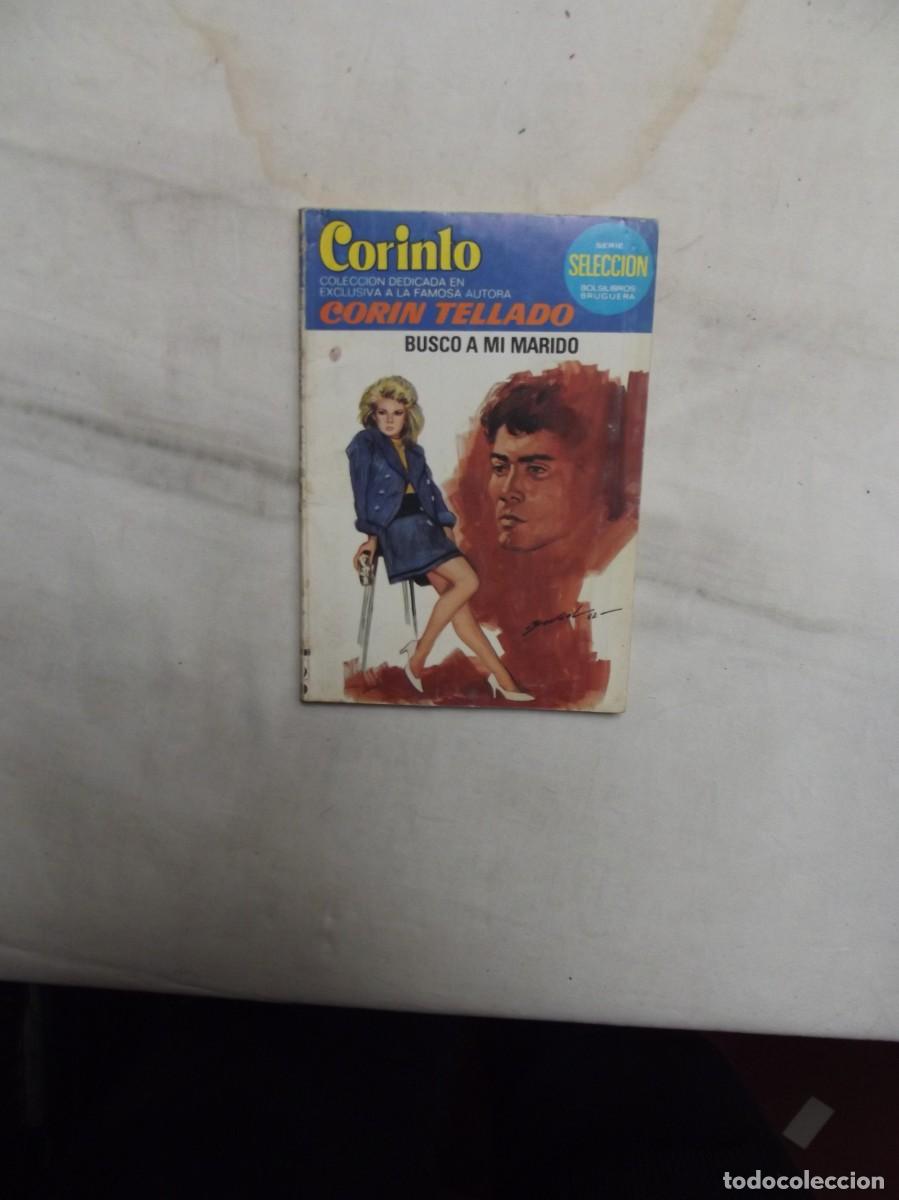 Corinto
COLECCION DEDICADA EN
EXCLUSIVA A LA FAMOSA AUTORA
CORIN TELLADO
SERIE
SELECCION
BOLSILIBROS
BRUGUERA
BUSCO A MI MARIDO
todocoleccion